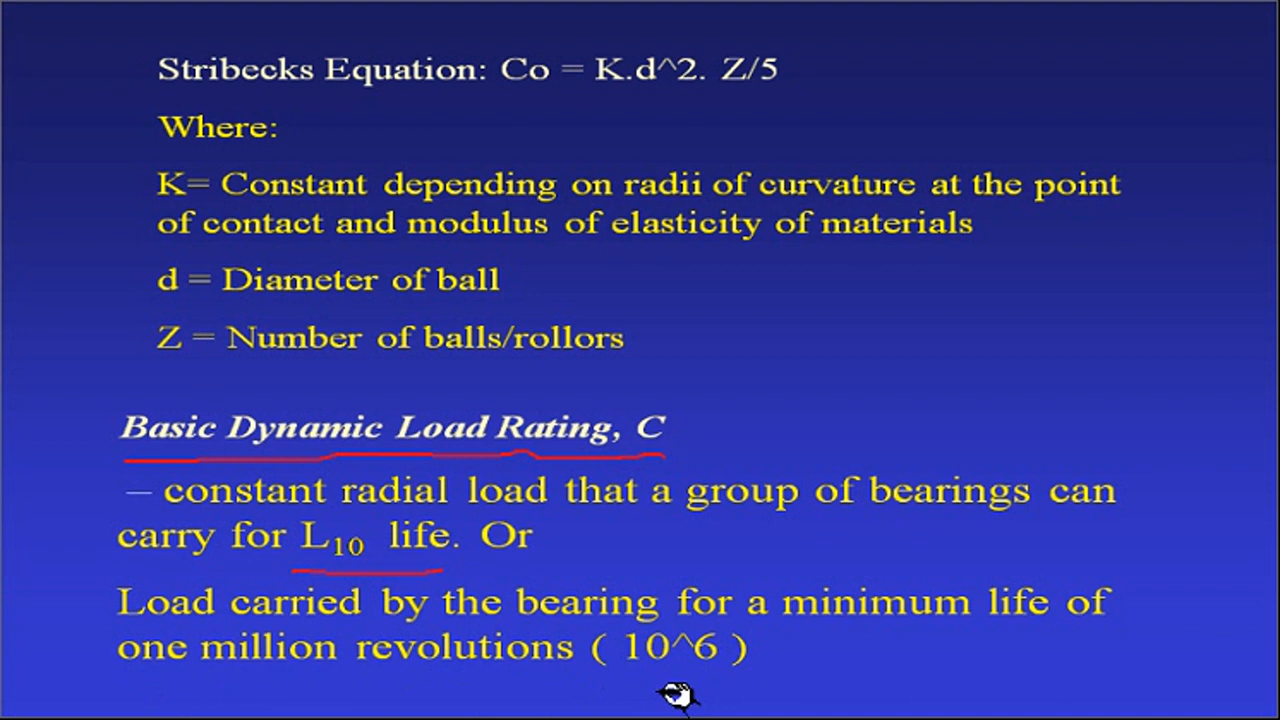 Stribecks Equation: Co = K.d^2. Z/5
Where:
K= Constant depending on radii of curvature at the point
of contact and modulus of elasticity of materials
d = Diameter of ball
Z = Number of balls/rollors
Basic Dynamic Load Rating, C
– constant radial load that a group of bearings can
carry for L₁₀ life. Or
Load carried by the bearing for a minimum life of
one million revolutions ( 10^6 )